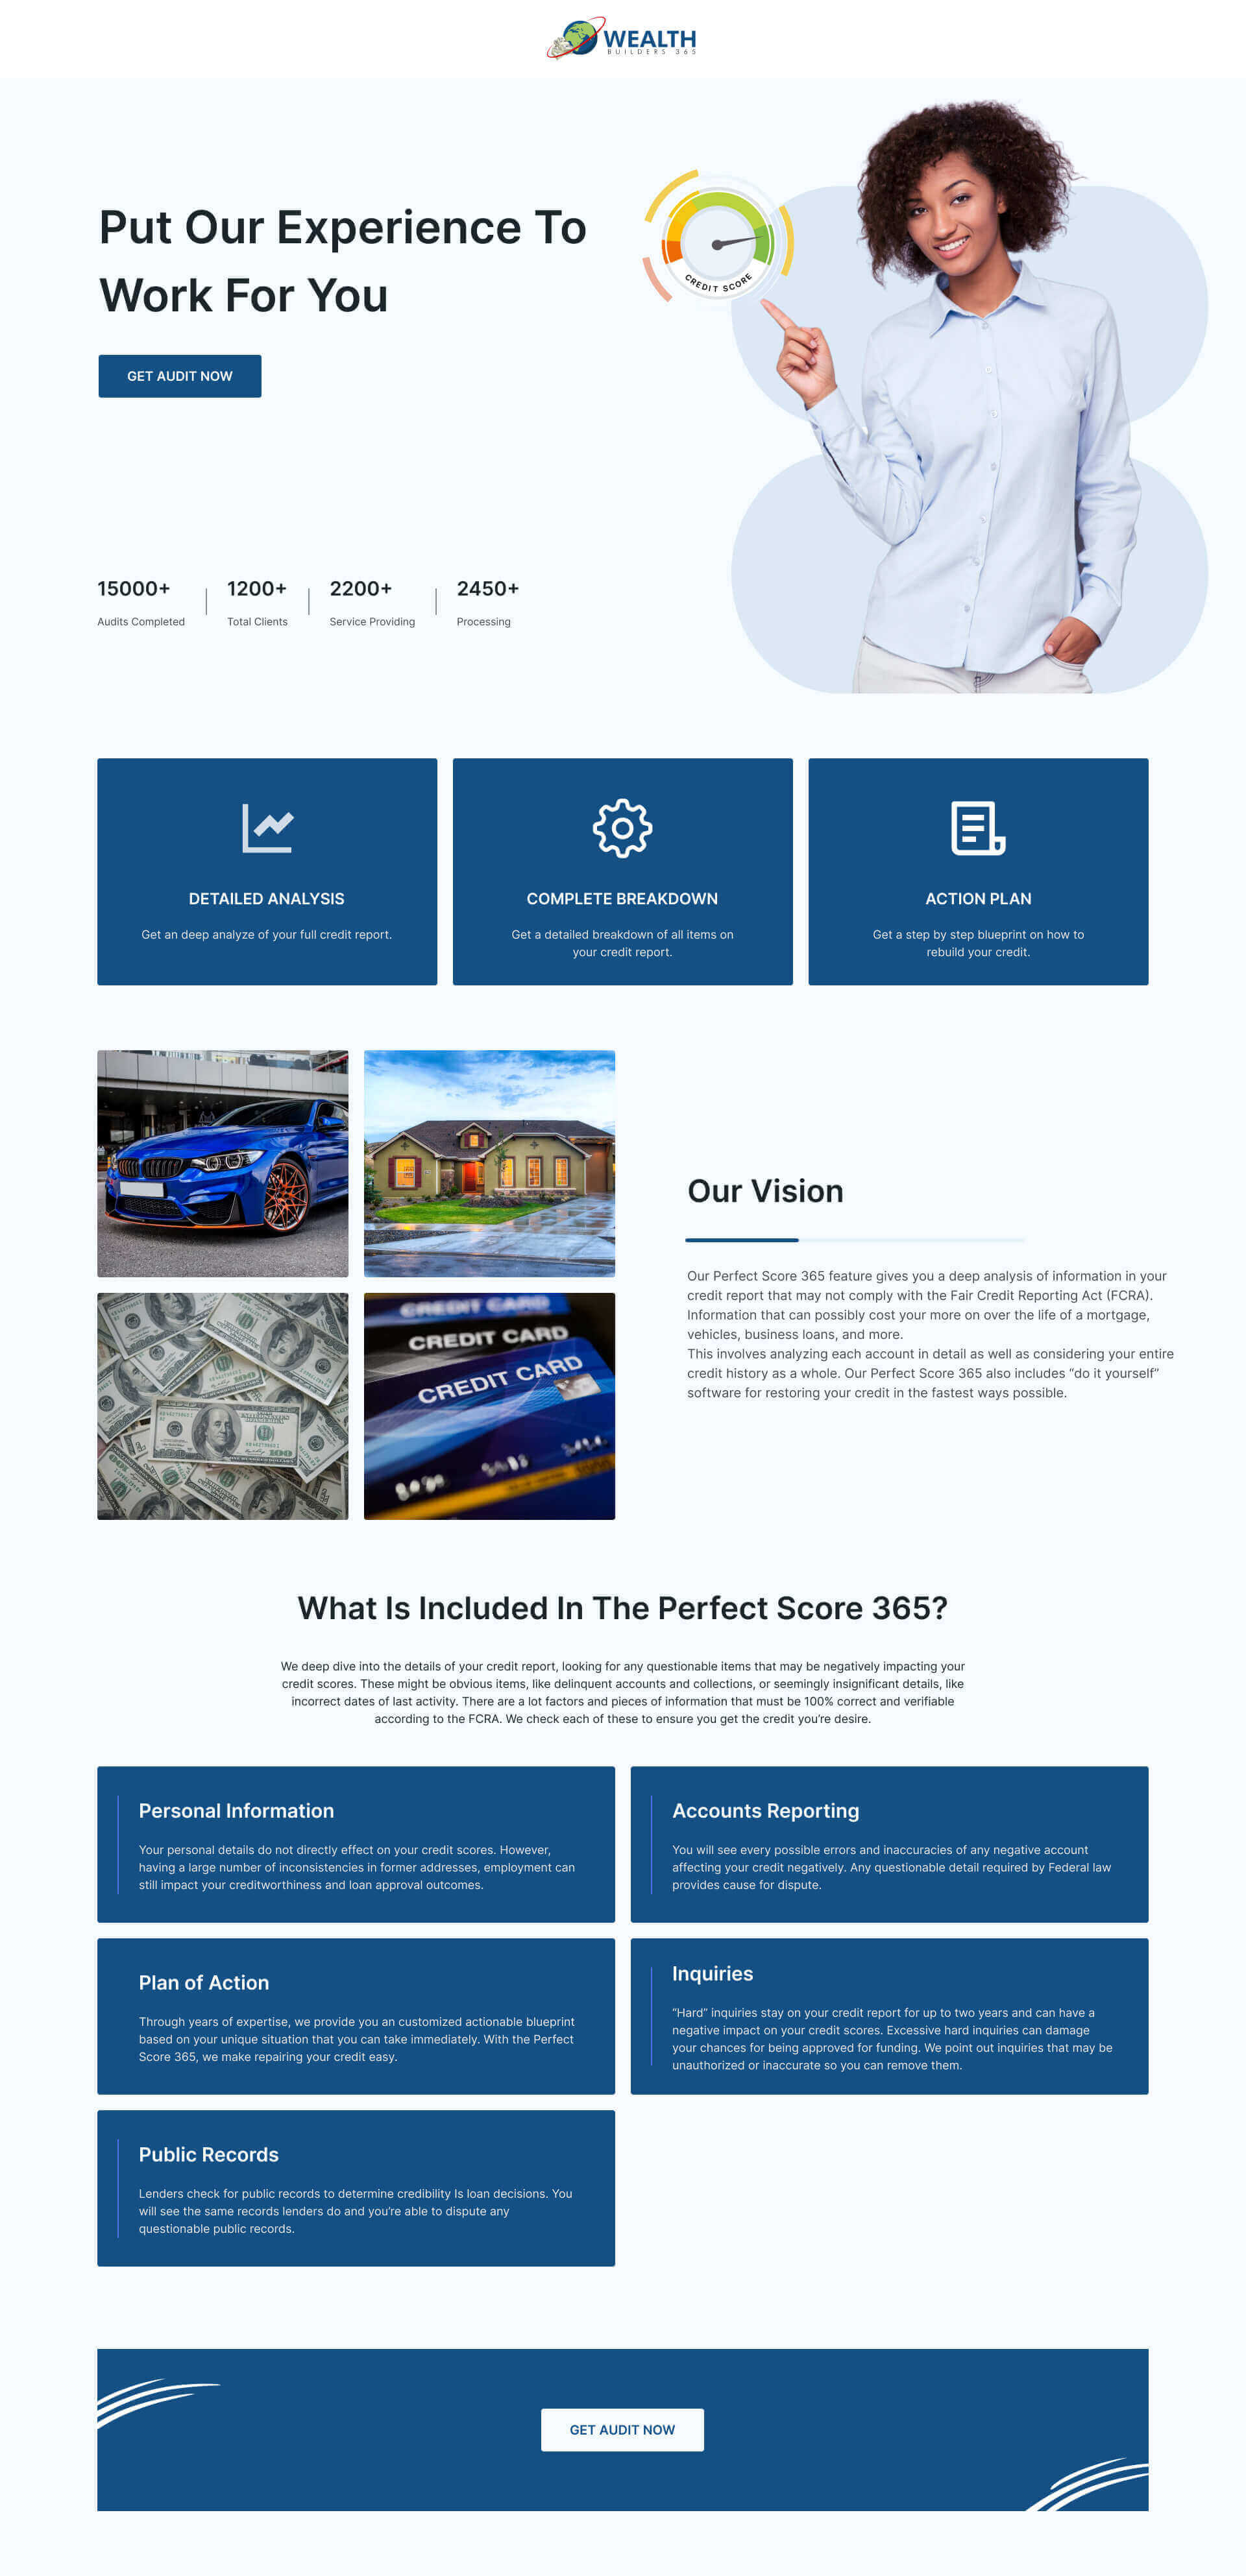 WEALTH
BUILDERS 365
Put Our Experience To
Work For You
CREDIT SCORE
GET AUDIT NOW
15000+
Audits Completed
1200+
Total Clients
2200+
Service Providing
2450+
Processing
DETAILED ANALYSIS
Get an deep analyze of your full credit report.
COMPLETE BREAKDOWN
Get a detailed breakdown of all items on
your credit report.
ACTION PLAN
Get a step by step blueprint on how to
rebuild your credit.
CREDIT CARD
CREDIT CARD
CREDIT CARD
100
Our Vision
Our Perfect Score 365 feature gives you a deep analysis of information in your
credit report that may not comply with the Fair Credit Reporting Act (FCRA).
Information that can possibly cost your more on over the life of a mortgage,
vehicles, business loans, and more.
This involves analyzing each account in detail as well as considering your entire
credit history as a whole. Our Perfect Score 365 also includes “do it yourself”
software for restoring your credit in the fastest ways possible.
What Is Included In The Perfect Score 365?
We deep dive into the details of your credit report, looking for any questionable items that may be negatively impacting your
credit scores. These might be obvious items, like delinquent accounts and collections, or seemingly insignificant details, like
incorrect dates of last activity. There are a lot factors and pieces of information that must be 100% correct and verifiable
according to the FCRA. We check each of these to ensure you get the credit you’re desire.
Personal Information
Your personal details do not directly effect on your credit scores. However,
having a large number of inconsistencies in former addresses, employment can
still impact your creditworthiness and loan approval outcomes.
Accounts Reporting
You will see every possible errors and inaccuracies of any negative account
affecting your credit negatively. Any questionable detail required by Federal law
provides cause for dispute.
Plan of Action
Through years of expertise, we provide you an customized actionable blueprint
based on your unique situation that you can take immediately. With the Perfect
Score 365, we make repairing your credit easy.
Inquiries
“Hard” inquiries stay on your credit report for up to two years and can have a
negative impact on your credit scores. Excessive hard inquiries can damage
your chances for being approved for funding. We point out inquiries that may be
unauthorized or inaccurate so you can remove them.
Public Records
Lenders check for public records to determine credibility Is loan decisions. You
will see the same records lenders do and you’re able to dispute any
questionable public records.
GET AUDIT NOW